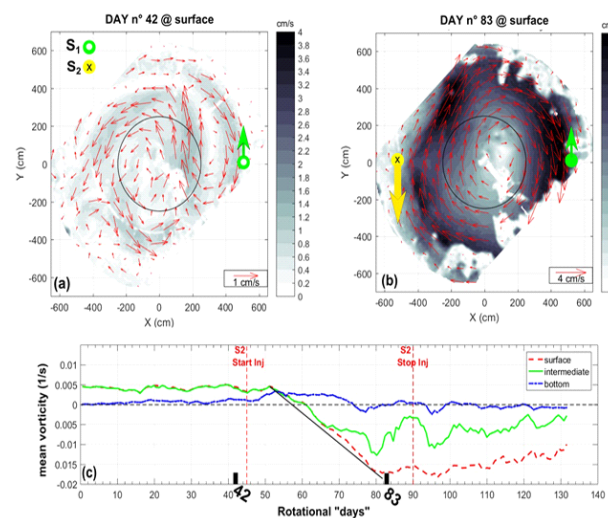 DAY n° 42 @ surface
DAY n° 83 @ surface
cm/s
cm/s
S1
S2 x
600
400
200
0
-200
-400
-600
Y (cm)
-600 -400 -200 0 200 400 600
X (cm)
(a)
1 cm/s
4
3.8
3.6
3.4
3.2
3
2.8
2.6
2.4
2.2
2
1.8
1.6
1.4
1.2
1
0.8
0.6
0.4
0.2
0
600
400
200
0
-200
-400
-600
Y (cm)
x
-600 -400 -200 0 200 400 600
X (cm)
(b)
4 cm/s
S2
Start Inj
S2
Stop Inj
surface
intermediate
bottom
mean vorticity (1/s)
0.01
0.005
0
-0.005
-0.01
-0.015
-0.02
(c)
42
83
0 10 20 30 40 50 60 70 80 90 100 110 120 130 140
Rotational "days"